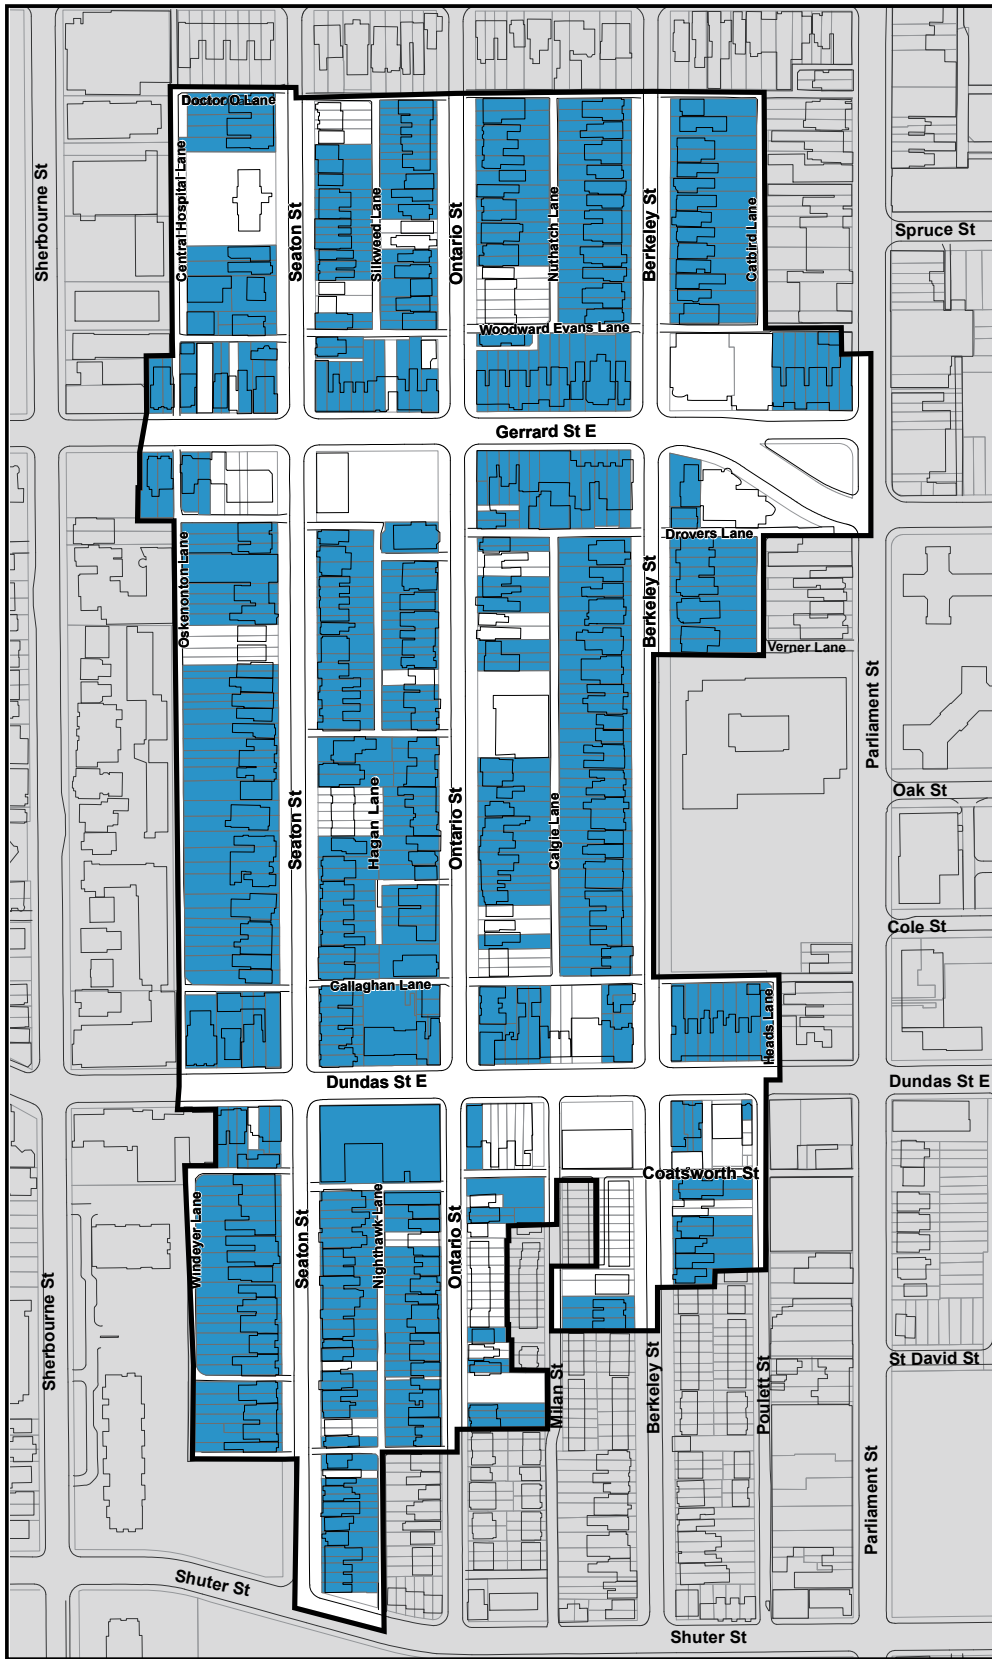 Doctor O Lane
Sherbourne St
Central Hospital Lane
Seaton St
Silkweed Lane
Ontario St
Nuthatch Lane
Berkeley St
Catbird Lane
Spruce St
Woodward Evans Lane
Gerrard St E
Drovers Lane
Oskenonton Lane
Berkeley St
Verner Lane
Parliament St
Oak St
Seaton St
Hagan Lane
Ontario St
Calgie Lane
Cole St
Callaghan Lane
Heads Lane
Dundas St E
Dundas St E
Coatsworth St
Windeyer Lane
Seaton St
Nighthawk Lane
Ontario St
Sherbourne St
St David St
Milan St
Berkeley St
Poulett St
Parliament St
Shuter St
Shuter St